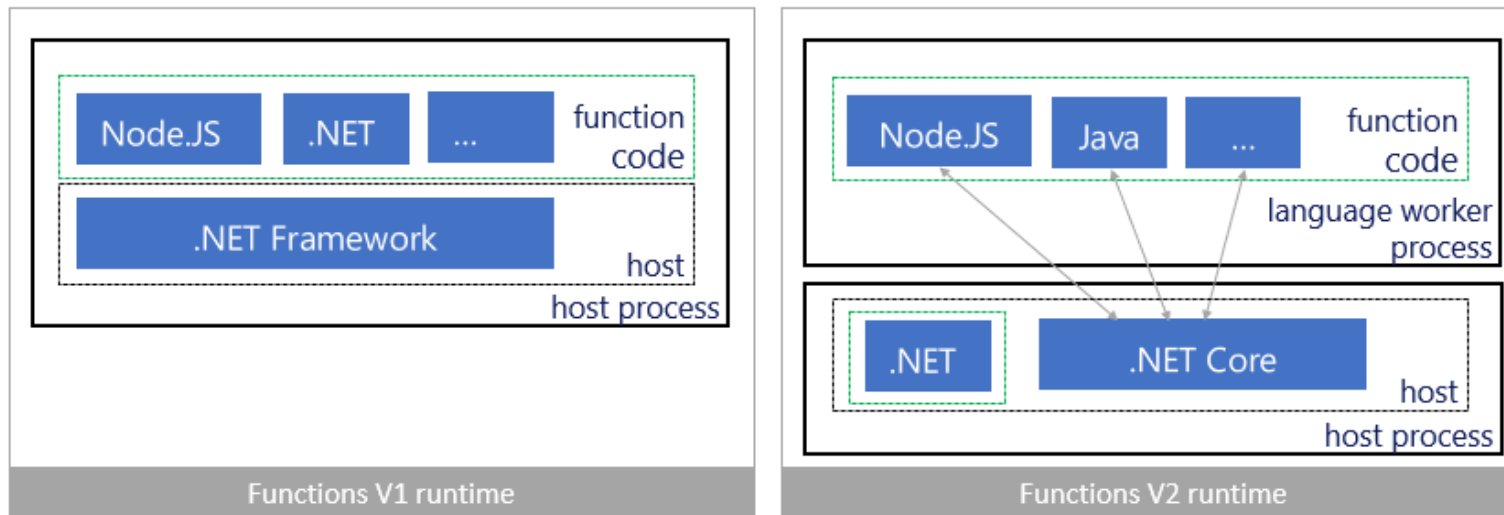 Node.JS
.NET
...
function
code
.NET Framework
host
host process
Functions V1 runtime
Node.JS
Java
...
function
code
language worker
process
.NET
.NET Core
host
host process
Functions V2 runtime